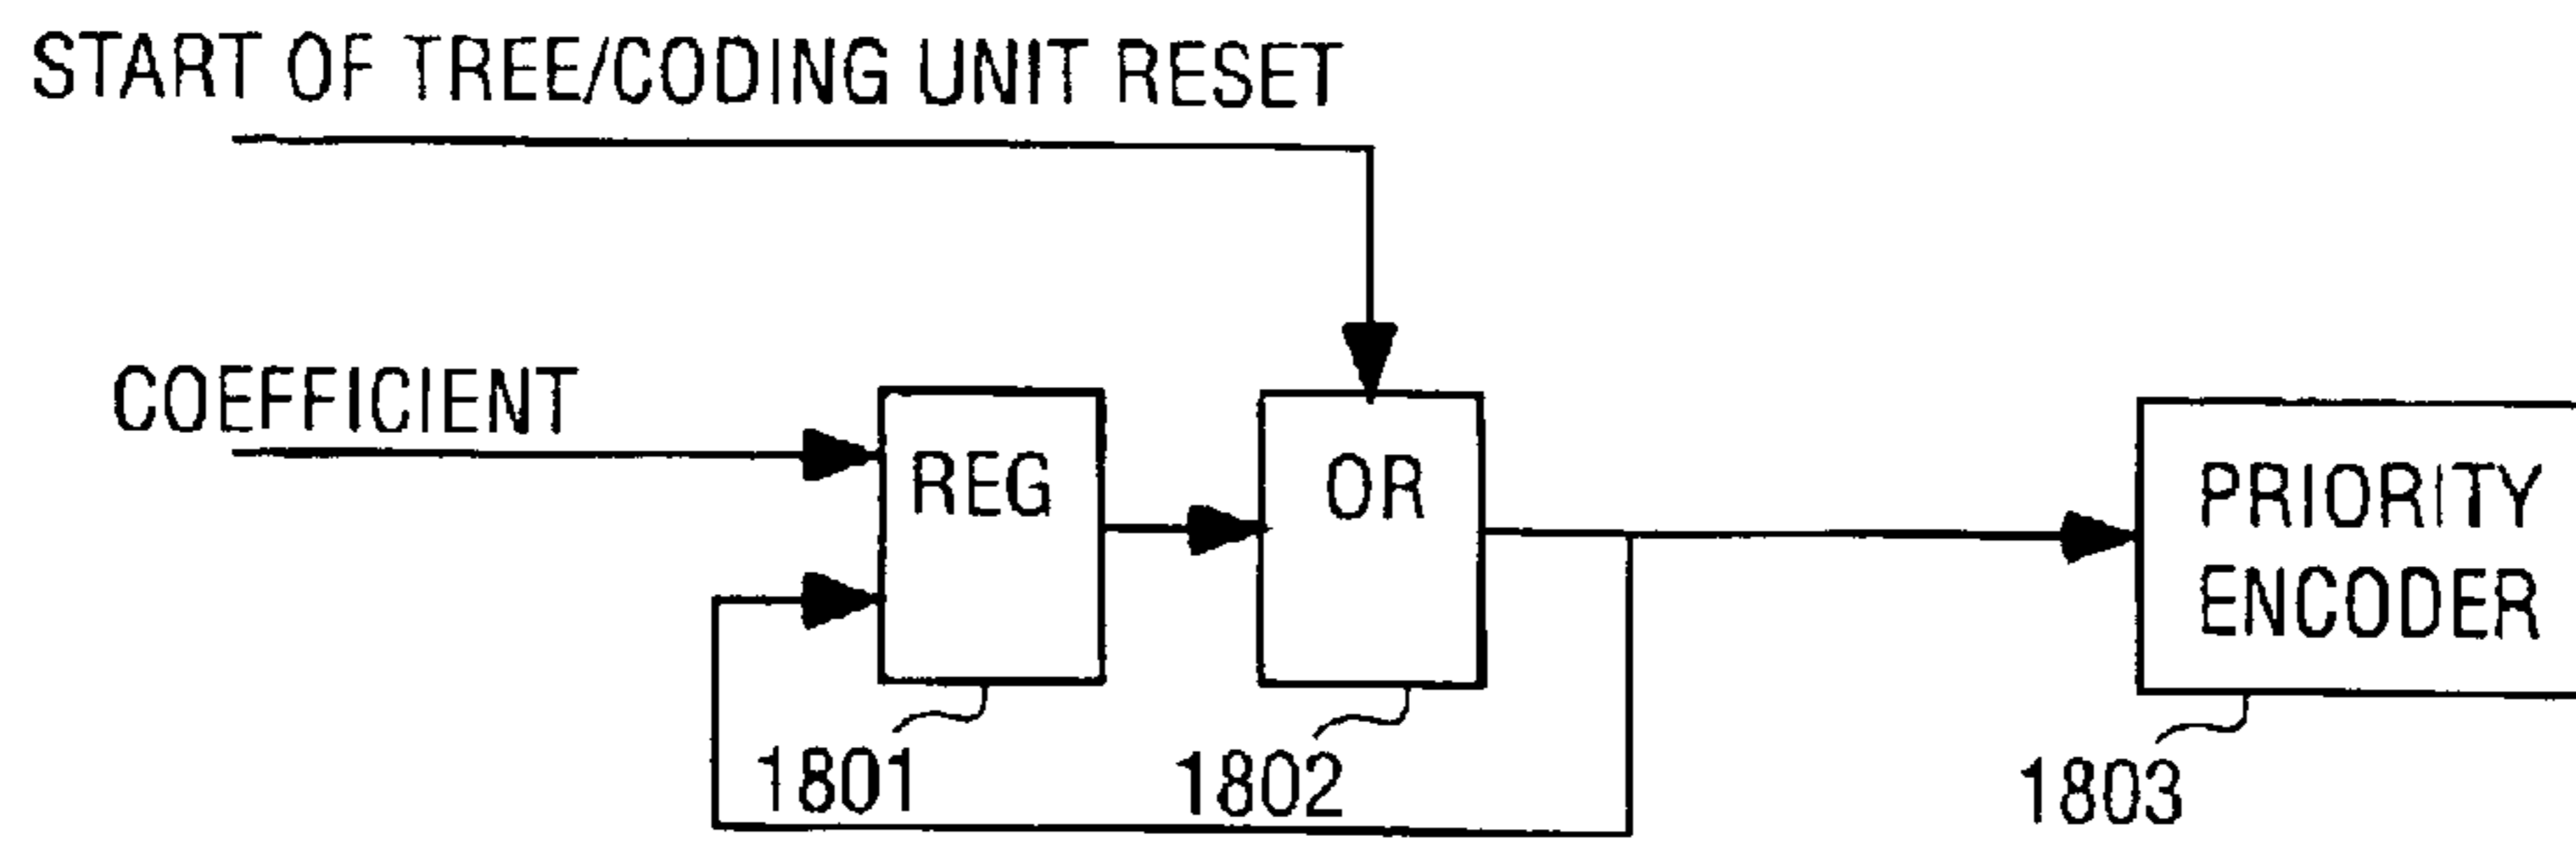 START OF TREE/CODING UNIT RESET
COEFFICIENT
REG
OR
PRIORITY
ENCODER
1801
1802
1803